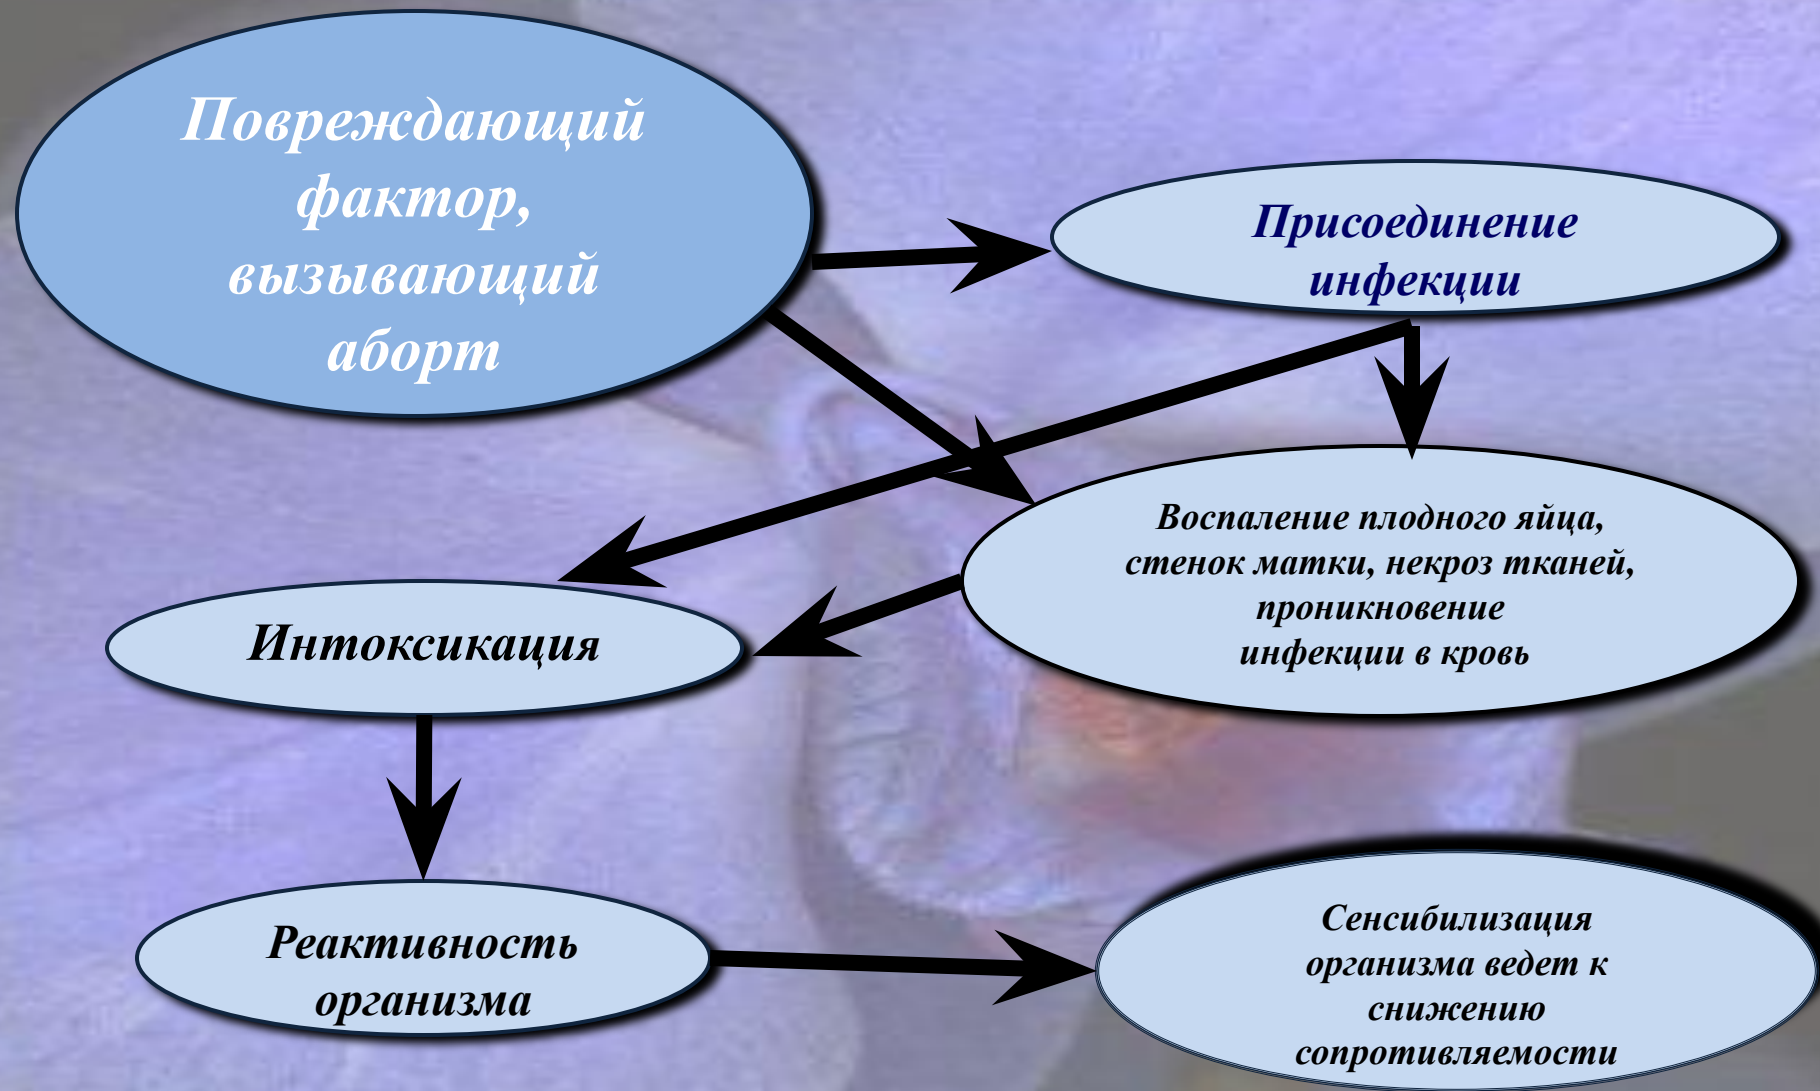 Повреждающий
фактор,
вызывающий
аборт
Присоединение
инфекции
Воспаление плодного яйца,
стенок матки, некроз тканей,
проникновение
инфекции в кровь
Интоксикация
Реактивность
организма
Сенсибилизация
организма ведет к
снижению
сопротивляемости